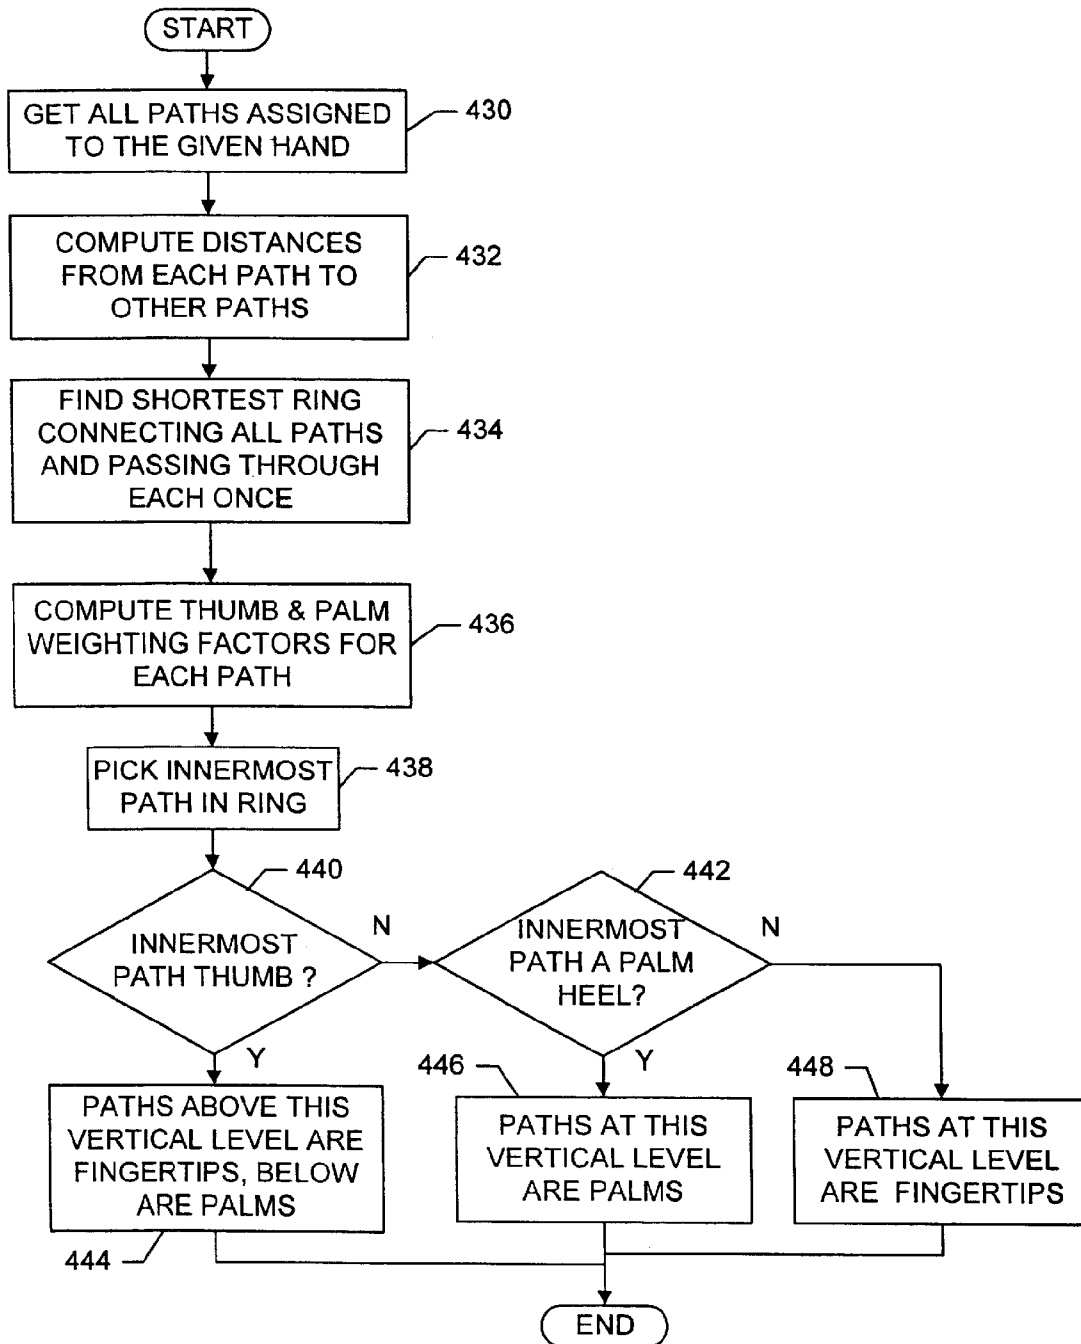 START
GET ALL PATHS ASSIGNED
TO THE GIVEN HAND
430
COMPUTE DISTANCES
FROM EACH PATH TO
OTHER PATHS
432
FIND SHORTEST RING
CONNECTING ALL PATHS
AND PASSING THROUGH
EACH ONCE
434
COMPUTE THUMB & PALM
WEIGHTING FACTORS FOR
EACH PATH
436
PICK INNERMOST
PATH IN RING
438
440
INNERMOST
PATH THUMB ?
N
Y
442
INNERMOST
PATH A PALM
HEEL?
N
Y
PATHS ABOVE THIS
VERTICAL LEVEL ARE
FINGERTIPS, BELOW
ARE PALMS
444
446
PATHS AT THIS
VERTICAL LEVEL
ARE PALMS
448
PATHS AT THIS
VERTICAL LEVEL
ARE FINGERTIPS
END